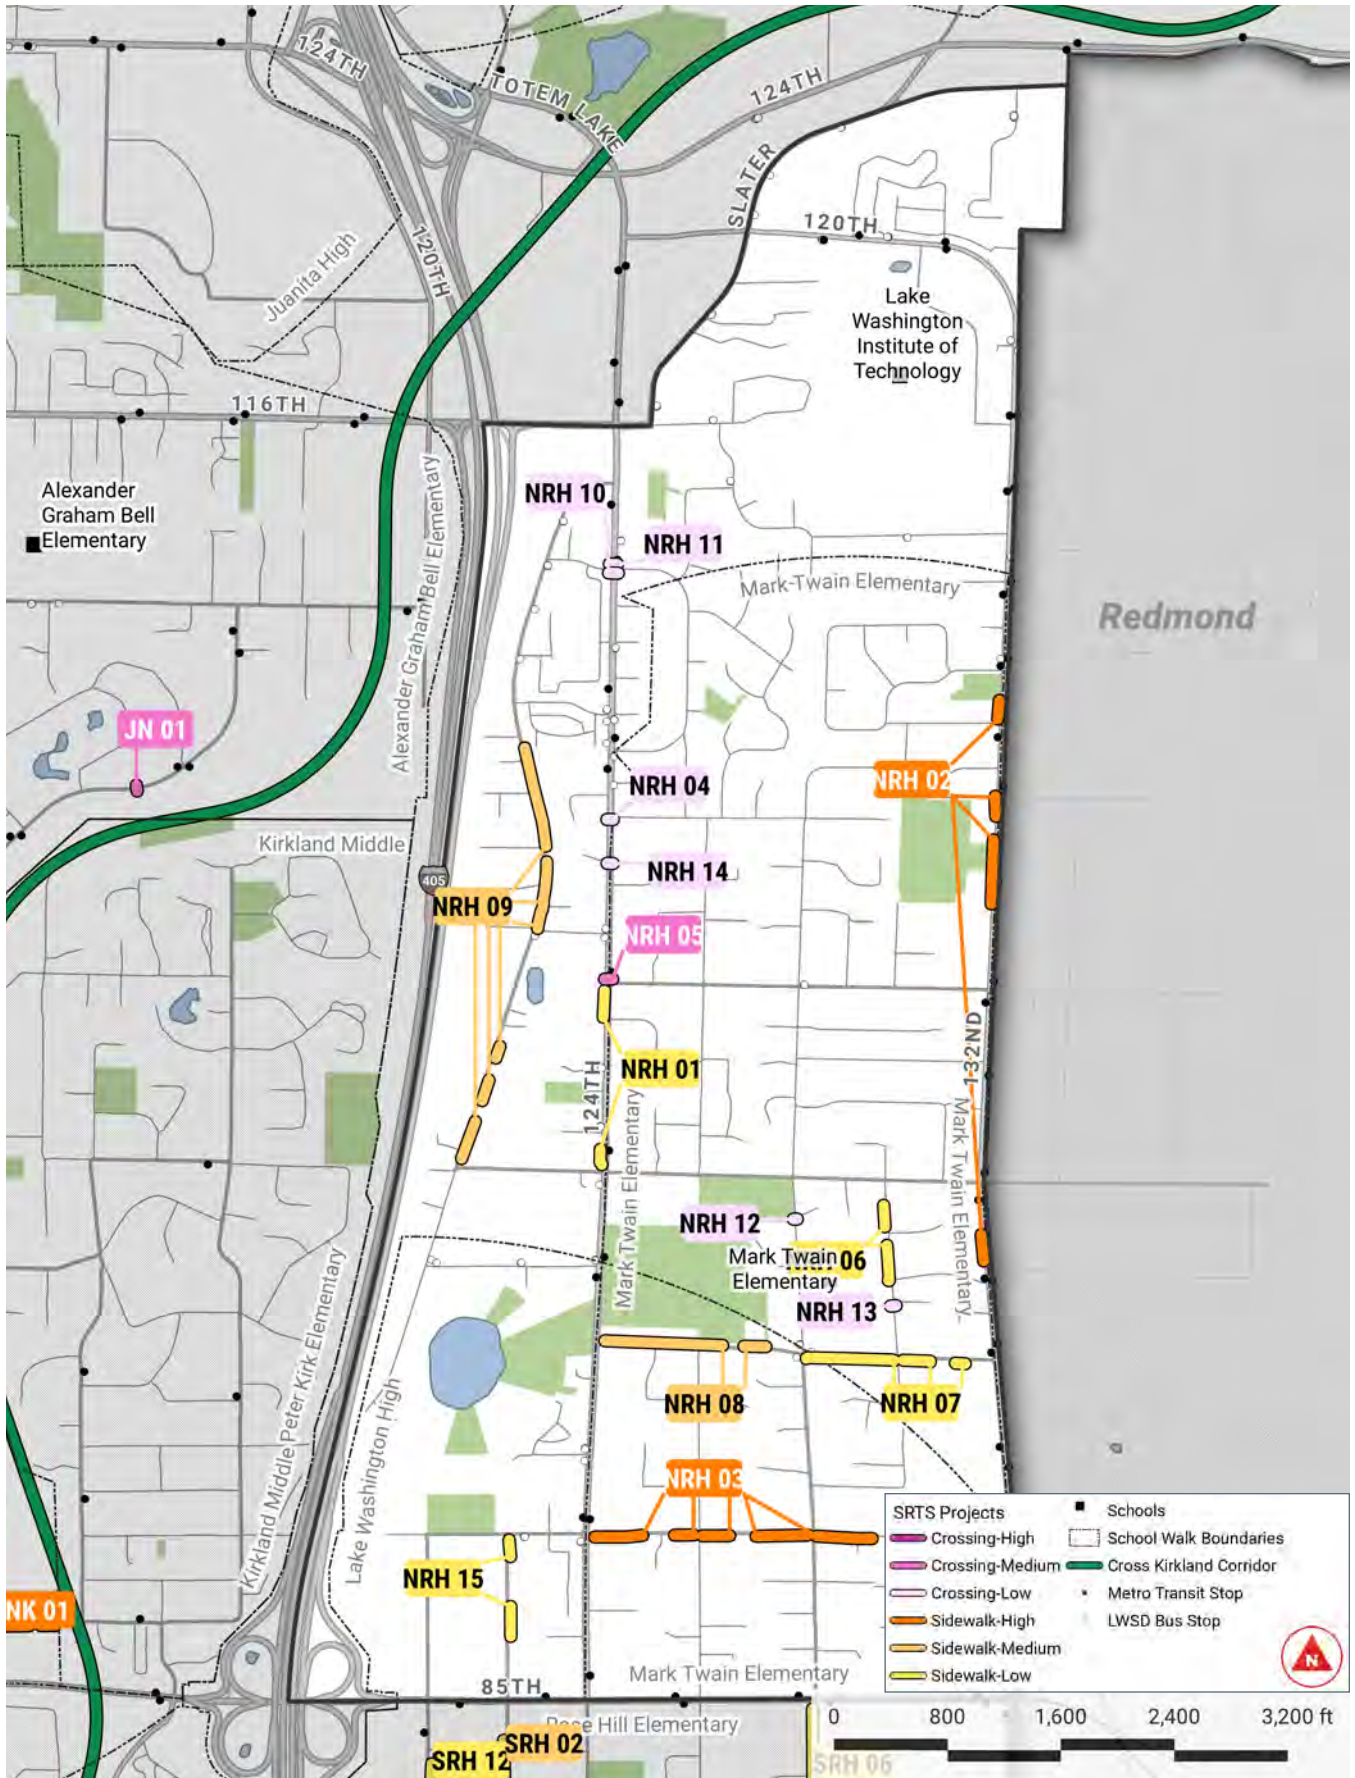 124TH
TOTEM LAKE
124TH
SLATER
120TH
120TH
Juanita High
Lake
Washington
Institute of
Technology
116TH
Alexander
Graham Bell
Elementary
Alexander Graham Bell Elementary
NRH 10
NRH 11
Mark Twain Elementary
Redmond
JN 01
NRH 04
NRH 02
Kirkland Middle
405
NRH 14
NRH 09
NRH 05
132ND
NRH 01
124TH
Mark Twain Elementary
Mark Twain Elementary
NRH 12
Mark Twain
Elementary
06
NRH 13
Kirkland Middle
Peter Kirk Elementary
Lake Washington High
NRH 08
NRH 07
NRH 03
NRH 15
NK 01
85TH
Mark Twain Elementary
Rose Hill Elementary
SRH 12
SRH 02
SRH 06
SRTS Projects
Crossing-High
Crossing-Medium
Crossing-Low
Sidewalk-High
Sidewalk-Medium
Sidewalk-Low
Schools
School Walk Boundaries
Cross Kirkland Corridor
Metro Transit Stop
LWSD Bus Stop
N
0 800 1,600 2,400 3,200 ft